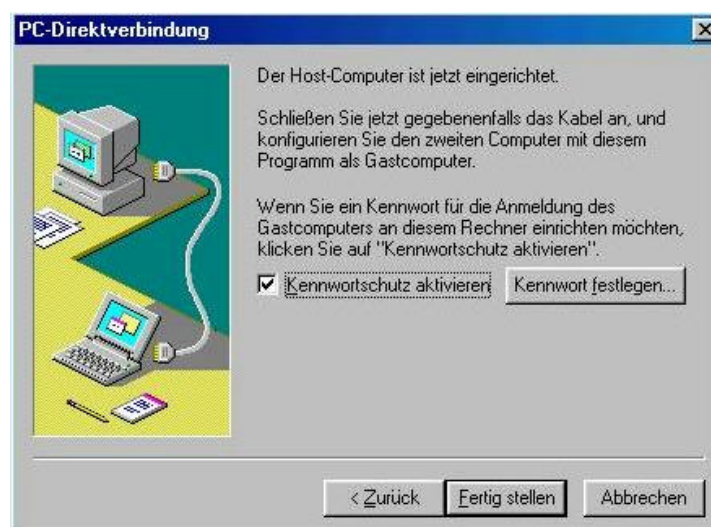 PC-Direktverbindung
Der Host-Computer ist jetzt eingerichtet.
Schließen Sie jetzt gegebenenfalls das Kabel an, und
konfigurieren Sie den zweiten Computer mit diesem
Programm als Gastcomputer.
Wenn Sie ein Kennwort für die Anmeldung des
Gastcomputers an diesem Rechner einrichten möchten,
klicken Sie auf "Kennwortschutz aktivieren".
Kennwortschutz aktivieren
Kennwort festlegen...
< Zurück
Fertig stellen
Abbrechen